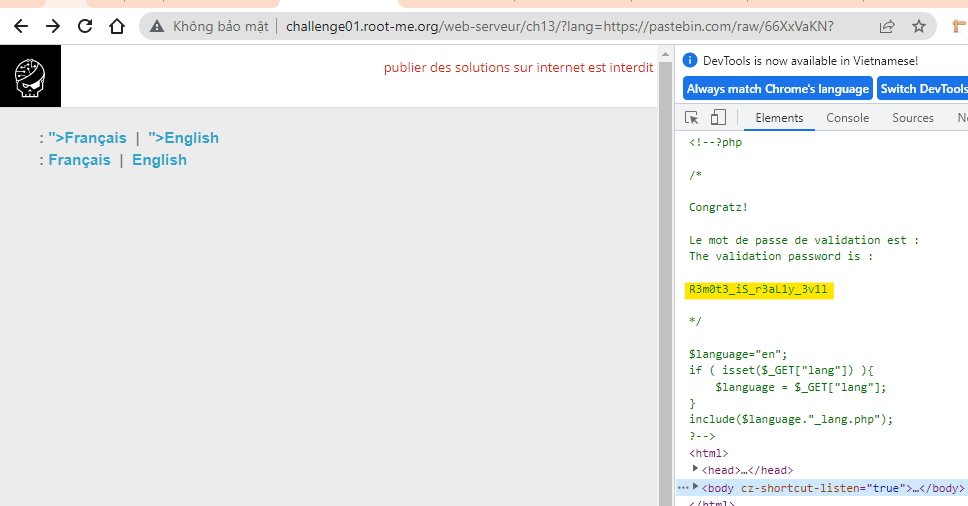 Không bảo mật | challenge01.root-me.org/web-serveur/ch13/?lang=https://pastebin.com/raw/66XxVaKN?
publier des solutions sur internet est interdit
: ">Français | ">English
: Français | English
DevTools is now available in Vietnamese!
Always match Chrome's language Switch DevTools
Elements Console Sources
<!--?php
/*
Congratz!
Le mot de passe de validation est :
The validation password is :
R3m0t3_iS_r3aL1y_3v1l
*/
$language="en";
if ( isset($_GET["lang"]) ){
$language = $_GET["lang"];
}
include($language."_lang.php");
?-->
<html>
<head>…</head>
<body cz-shortcut-listen="true">…</body>
</html>